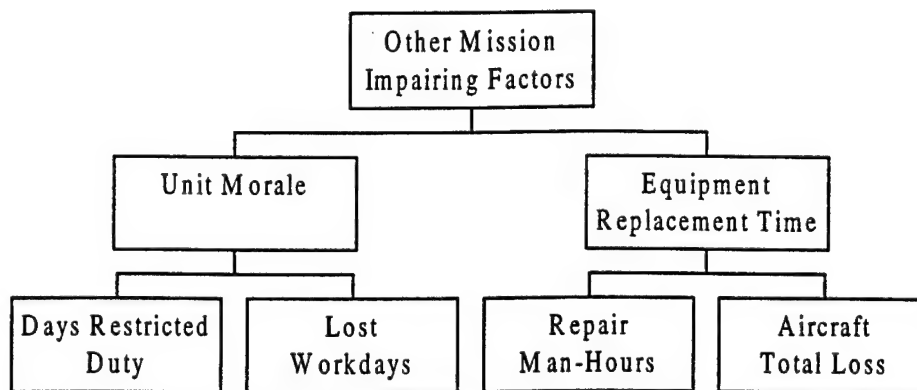 Other Mission
Impairing Factors
Unit Morale
Equipment
Replacement Time
Days Restricted
Duty
Lost
Workdays
Repair
Man-Hours
Aircraft
Total Loss